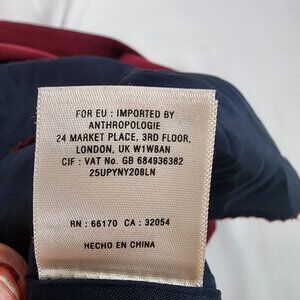 FOR EU : IMPORTED BY
ANTHROPOLOGIE
24 MARKET PLACE, 3RD FLOOR,
LONDON, UK W1W8AN
CIF : VAT No. GB 684936382
25UPYNY208LN
RN : 66170 CA : 32054
HECHO EN CHINA